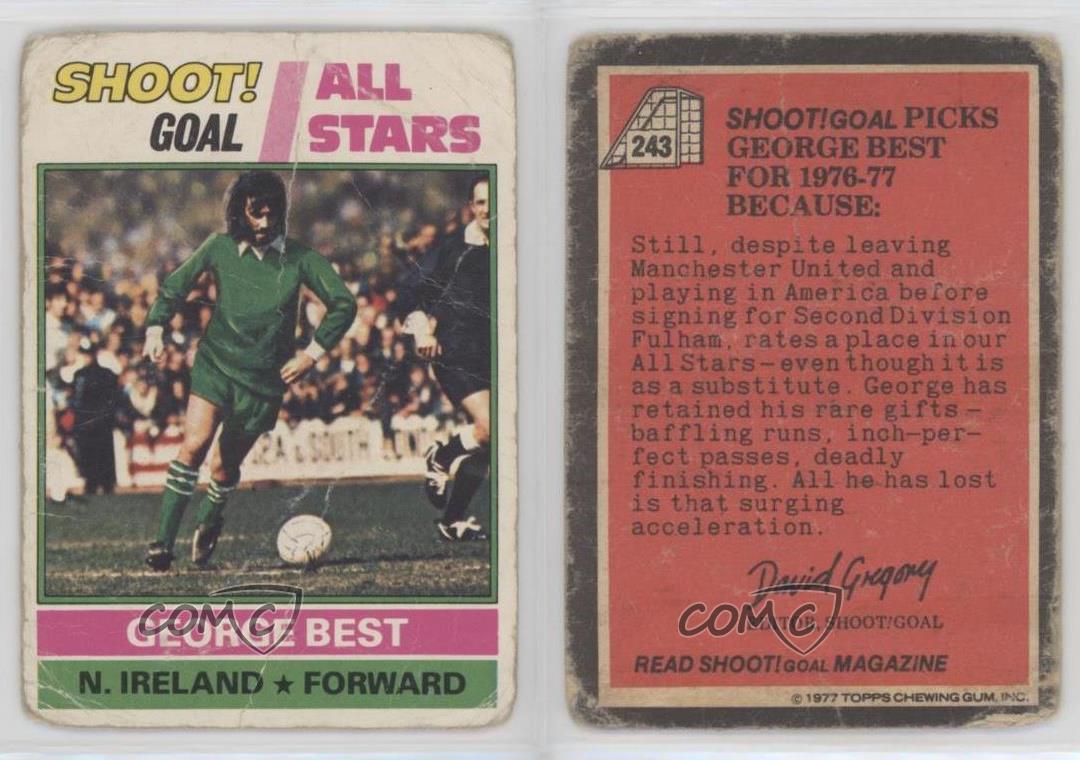 SHOOT!
GOAL
ALL
STARS
& SOUTH
GEORGE BEST
N. IRELAND ★ FORWARD
COMC
243
SHOOT!GOAL PICKS
GEORGE BEST
FOR 1976-77
BECAUSE:
Still, despite leaving
Manchester United and
playing in America before
signing for Second Division
Fulham, rates a place in our
All Stars—even though it is
as a substitute. George has
retained his rare gifts—
baffling runs, inch-per-
fect passes, deadly
finishing. All he has lost
is that surging
acceleration.
David Gregory
EDITOR, SHOOT!/GOAL
COMC
READ SHOOT!GOAL MAGAZINE
© 1977 TOPPS CHEWING GUM, INC.